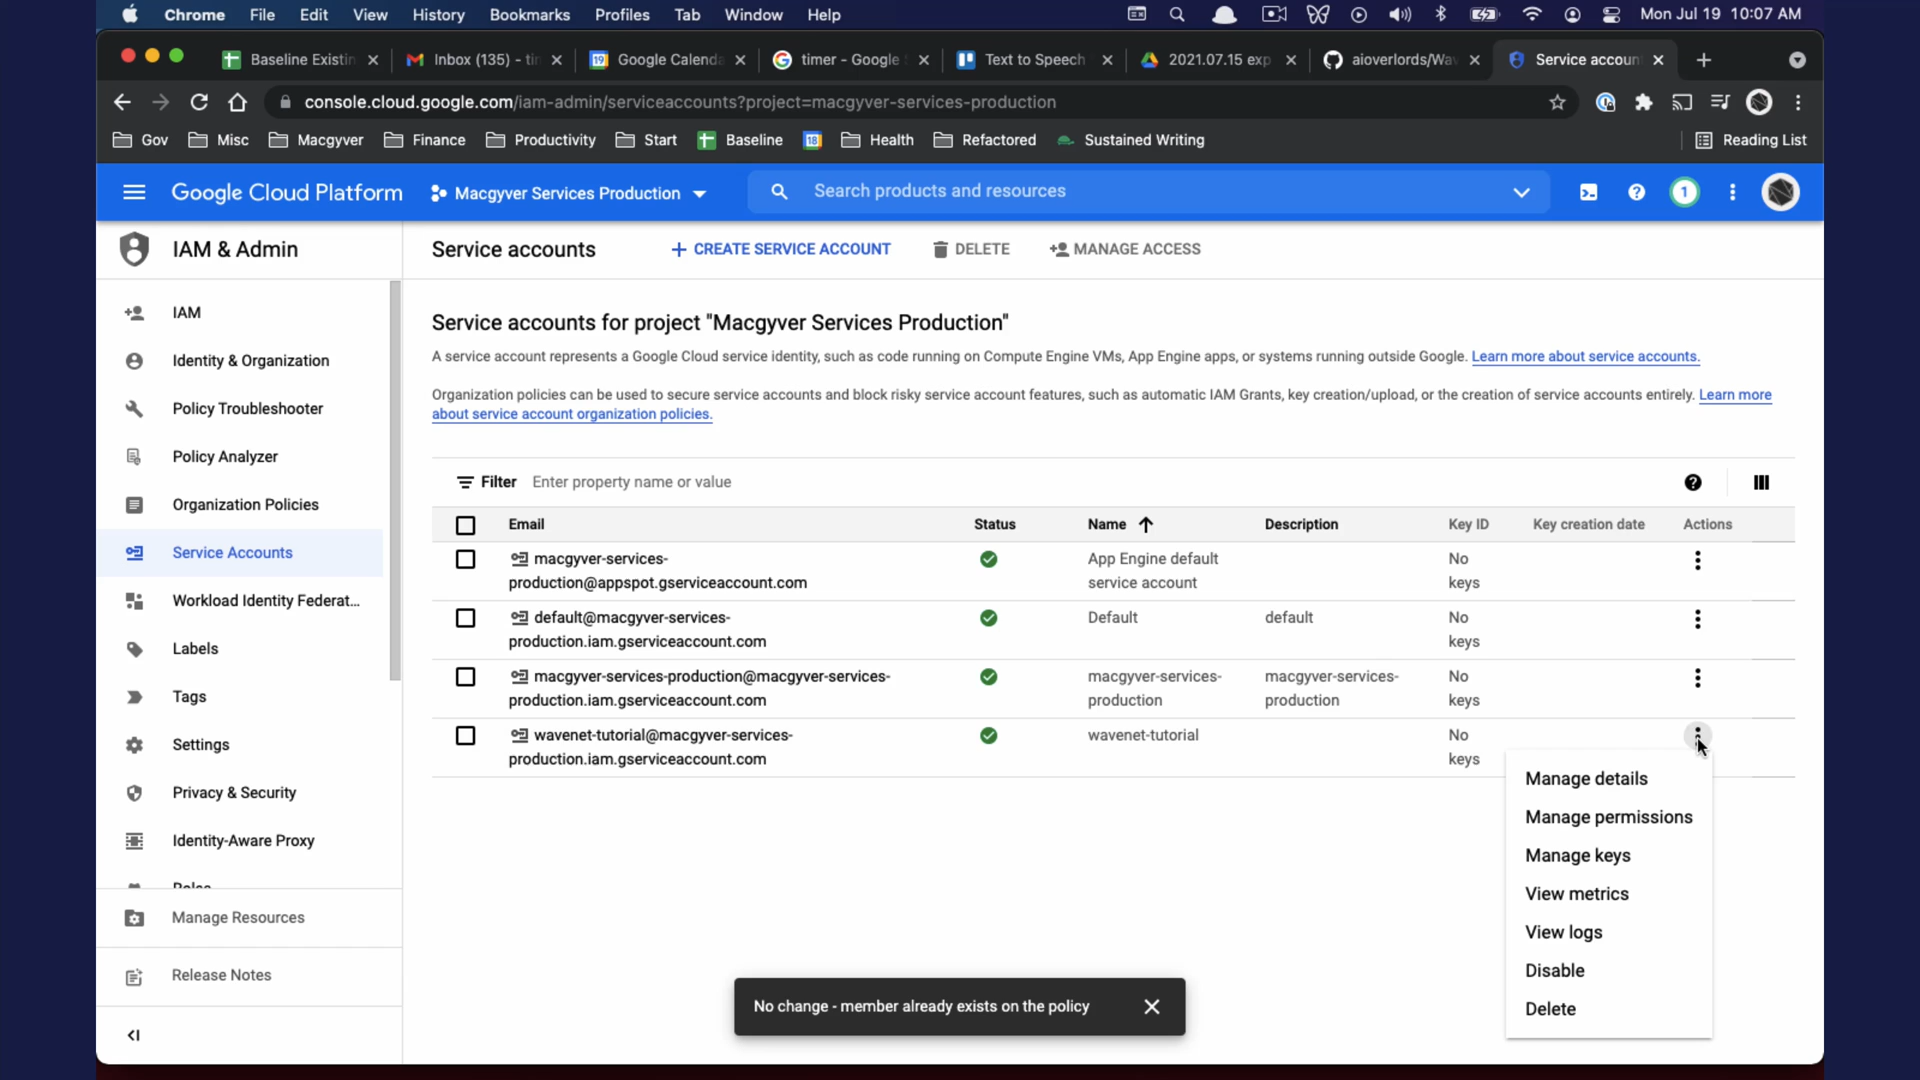 Chrome File Edit View History Bookmarks Profiles Tab Window Help Mon Jul 19 10:07 AM
Baseline Existin Inbox (135) - tin 19 Google Calenda timer - Google Text to Speech 2021.07.15 exp aioverlords/Wav Service accoun
console.cloud.google.com/iam-admin/serviceaccounts?project=macgyver-services-production
Gov Misc Macgyver Finance Productivity Start Baseline 18 Health Refactored Sustained Writing Reading List
Google Cloud Platform Macgyver Services Production Search products and resources 1
IAM & Admin
Service accounts + CREATE SERVICE ACCOUNT DELETE MANAGE ACCESS
IAM
Identity & Organization
Policy Troubleshooter
Policy Analyzer
Organization Policies
Service Accounts
Workload Identity Federat...
Labels
Tags
Settings
Privacy & Security
Identity-Aware Proxy
Roles
Manage Resources
Release Notes
Service accounts for project "Macgyver Services Production"
A service account represents a Google Cloud service identity, such as code running on Compute Engine VMs, App Engine apps, or systems running outside Google. Learn more about service accounts.
Organization policies can be used to secure service accounts and block risky service account features, such as automatic IAM Grants, key creation/upload, or the creation of service accounts entirely. Learn more
about service account organization policies.
Filter Enter property name or value
Email Status Name Description Key ID Key creation date Actions
macgyver-services- App Engine default No
production@appspot.gserviceaccount.com service account keys
default@macgyver-services- Default default No
production.iam.gserviceaccount.com keys
macgyver-services-production@macgyver-services- macgyver-services- macgyver-services- No
production.iam.gserviceaccount.com production production keys
wavenet-tutorial@macgyver-services- wavenet-tutorial No
production.iam.gserviceaccount.com keys
Manage details
Manage permissions
Manage keys
View metrics
View logs
Disable
Delete
No change - member already exists on the policy